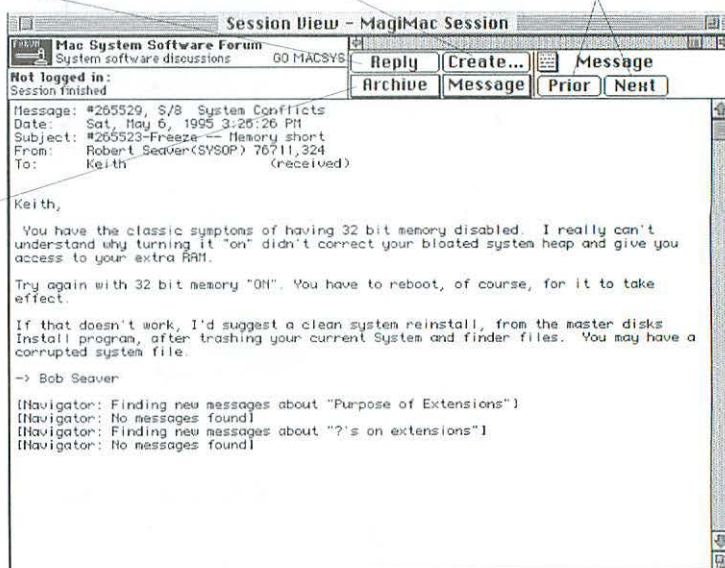 Session View – MagiMac Session
Forum
Mac System Software Forum
System software discussions GO MACSYS
Reply Create... Message
Not logged in:
Session finished
Archive Message Prior Next
Message: #265529, S/8 System Conflicts
Date: Sat, May 6, 1995 3:26:26 PM
Subject: #265523-Freeze -- Memory short
From: Robert Seaver(SYSOP) 76711,324
To: Keith (received)
Keith,
You have the classic symptoms of having 32 bit memory disabled. I really can't
understand why turning it "on" didn't correct your bloated system heap and give you
access to your extra RAM.
Try again with 32 bit memory "ON". You have to reboot, of course, for it to take
effect.
If that doesn't work, I'd suggest a clean system reinstall, from the master disks
Install program, after trashing your current System and finder files. You may have a
corrupted system file.
-> Bob Seaver
[Navigator: Finding new messages about "Purpose of Extensions"]
[Navigator: No messages found]
[Navigator: Finding new messages about "?'s on extensions"]
[Navigator: No messages found]